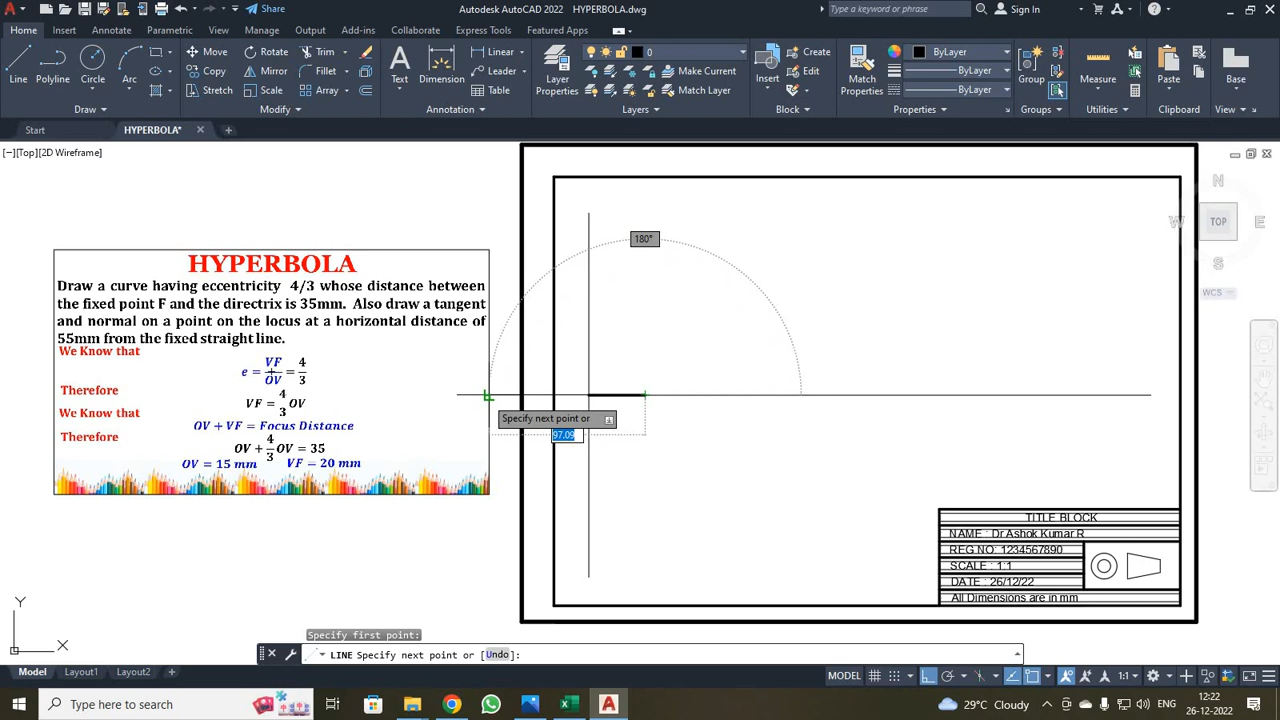 Share
Autodesk AutoCAD 2022 HYPERBOLA.dwg
Type a keyword or phrase
Sign In
Home Insert Annotate Parametric View Manage Output Add-ins Collaborate Express Tools Featured Apps
Line
Polyline
Circle
Arc
Move
Copy
Stretch
Rotate
Mirror
Scale
Trim
Fillet
Array
Text
Dimension
Linear
Leader
Table
Layer
Properties
0
Make Current
Match Layer
Insert
Create
Edit
Match
Properties
ByLayer
ByLayer
ByLayer
Group
Measure
Paste
Base
Draw Modify Annotation Layers Block Properties Groups Utilities Clipboard View
Start
HYPERBOLA*
[−][Top][2D Wireframe]
N
W
TOP
E
S
WCS
180°
HYPERBOLA
Draw a curve having eccentricity 4/3 whose distance between
the fixed point F and the directrix is 35mm. Also draw a tangent
and normal on a point on the locus at a horizontal distance of
55mm from the fixed straight line.
We Know that
e = VF/OV = 4/3
Therefore
VF = 4/3 OV
We Know that
OV + VF = Focus Distance
Therefore
OV + 4/3 OV = 35
OV = 15 mm VF = 20 mm
Specify next point or
97.09
TITLE BLOCK
NAME : Dr Ashok Kumar R
REG NO: 1234567890
SCALE : 1:1
DATE : 26/12/22
All Dimensions are in mm
Y
X
Specify first point:
LINE Specify next point or [Undo]:
Model Layout1 Layout2
MODEL
1:1
Type here to search
29°C Cloudy
ENG
12:22
26-12-2022